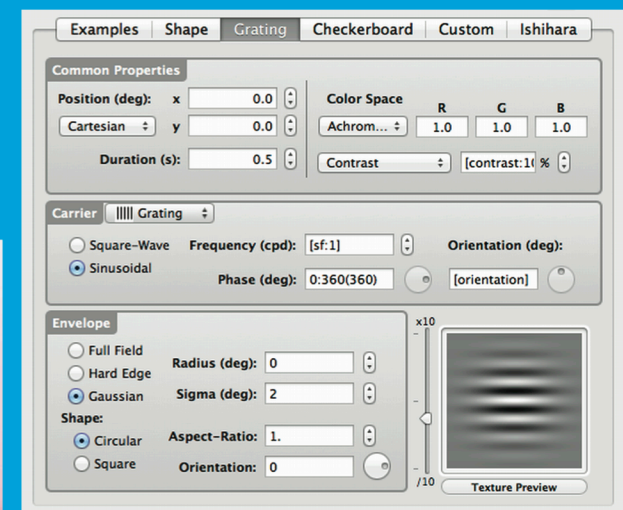 Examples Shape Grating Checkerboard Custom Ishihara
Common Properties
Position (deg): x 0.0 Color Space R G B
Cartesian y 0.0 Achrom... 1.0 1.0 1.0
Duration (s): 0.5 Contrast [contrast:1( %
Carrier Grating
Square-Wave Frequency (cpd): [sf:1] Orientation (deg):
Sinusoidal Phase (deg): 0:360(360) [orientation]
Envelope x10
Full Field
Radius (deg): 0
Hard Edge
Gaussian Sigma (deg): 2
Shape:
Circular Aspect-Ratio: 1.
Square Orientation: 0
/10 Texture Preview